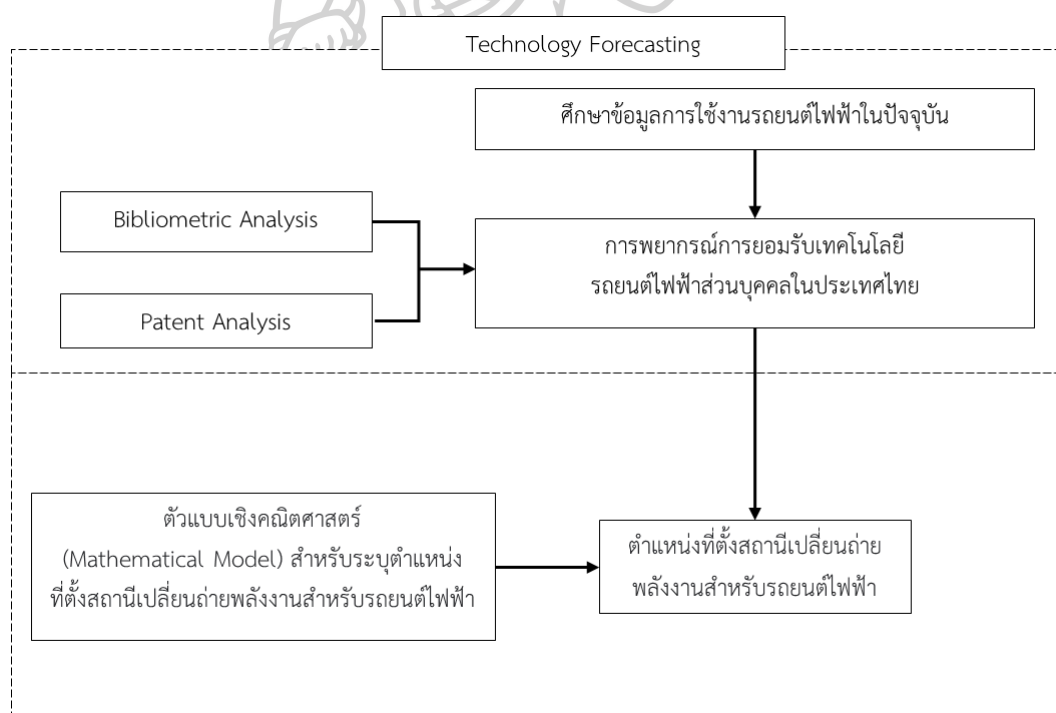 Technology Forecasting
ศึกษาข้อมูลการใช้งานรถยนต์ไฟฟ้าในปัจจุบัน
Bibliometric Analysis
Patent Analysis
การพยากรณ์การยอมรับเทคโนโลยี
รถยนต์ไฟฟ้าส่วนบุคคลในประเทศไทย
ตัวแบบเชิงคณิตศาสตร์
(Mathematical Model) สำหรับระบุตำแหน่ง
ที่ตั้งสถานีเปลี่ยนถ่ายพลังงานสำหรับรถยนต์ไฟฟ้า
ตำแหน่งที่ตั้งสถานีเปลี่ยนถ่าย
พลังงานสำหรับรถยนต์ไฟฟ้า